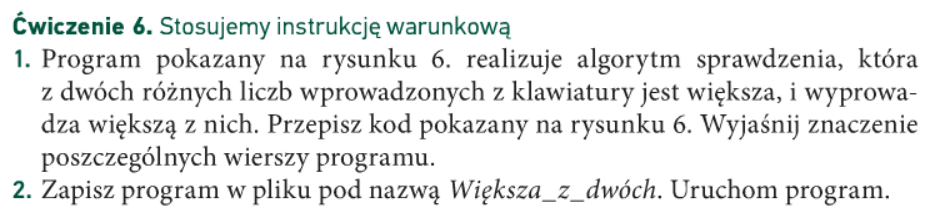 Ćwiczenie 6. Stosujemy instrukcję warunkową
1. Program pokazany na rysunku 6. realizuje algorytm sprawdzenia, która
z dwóch różnych liczb wprowadzonych z klawiatury jest większa, i wyprowa-
dza większą z nich. Przepisz kod pokazany na rysunku 6. Wyjaśnij znaczenie
poszczególnych wierszy programu.
2. Zapisz program w pliku pod nazwą Większa_z_dwóch. Uruchom program.